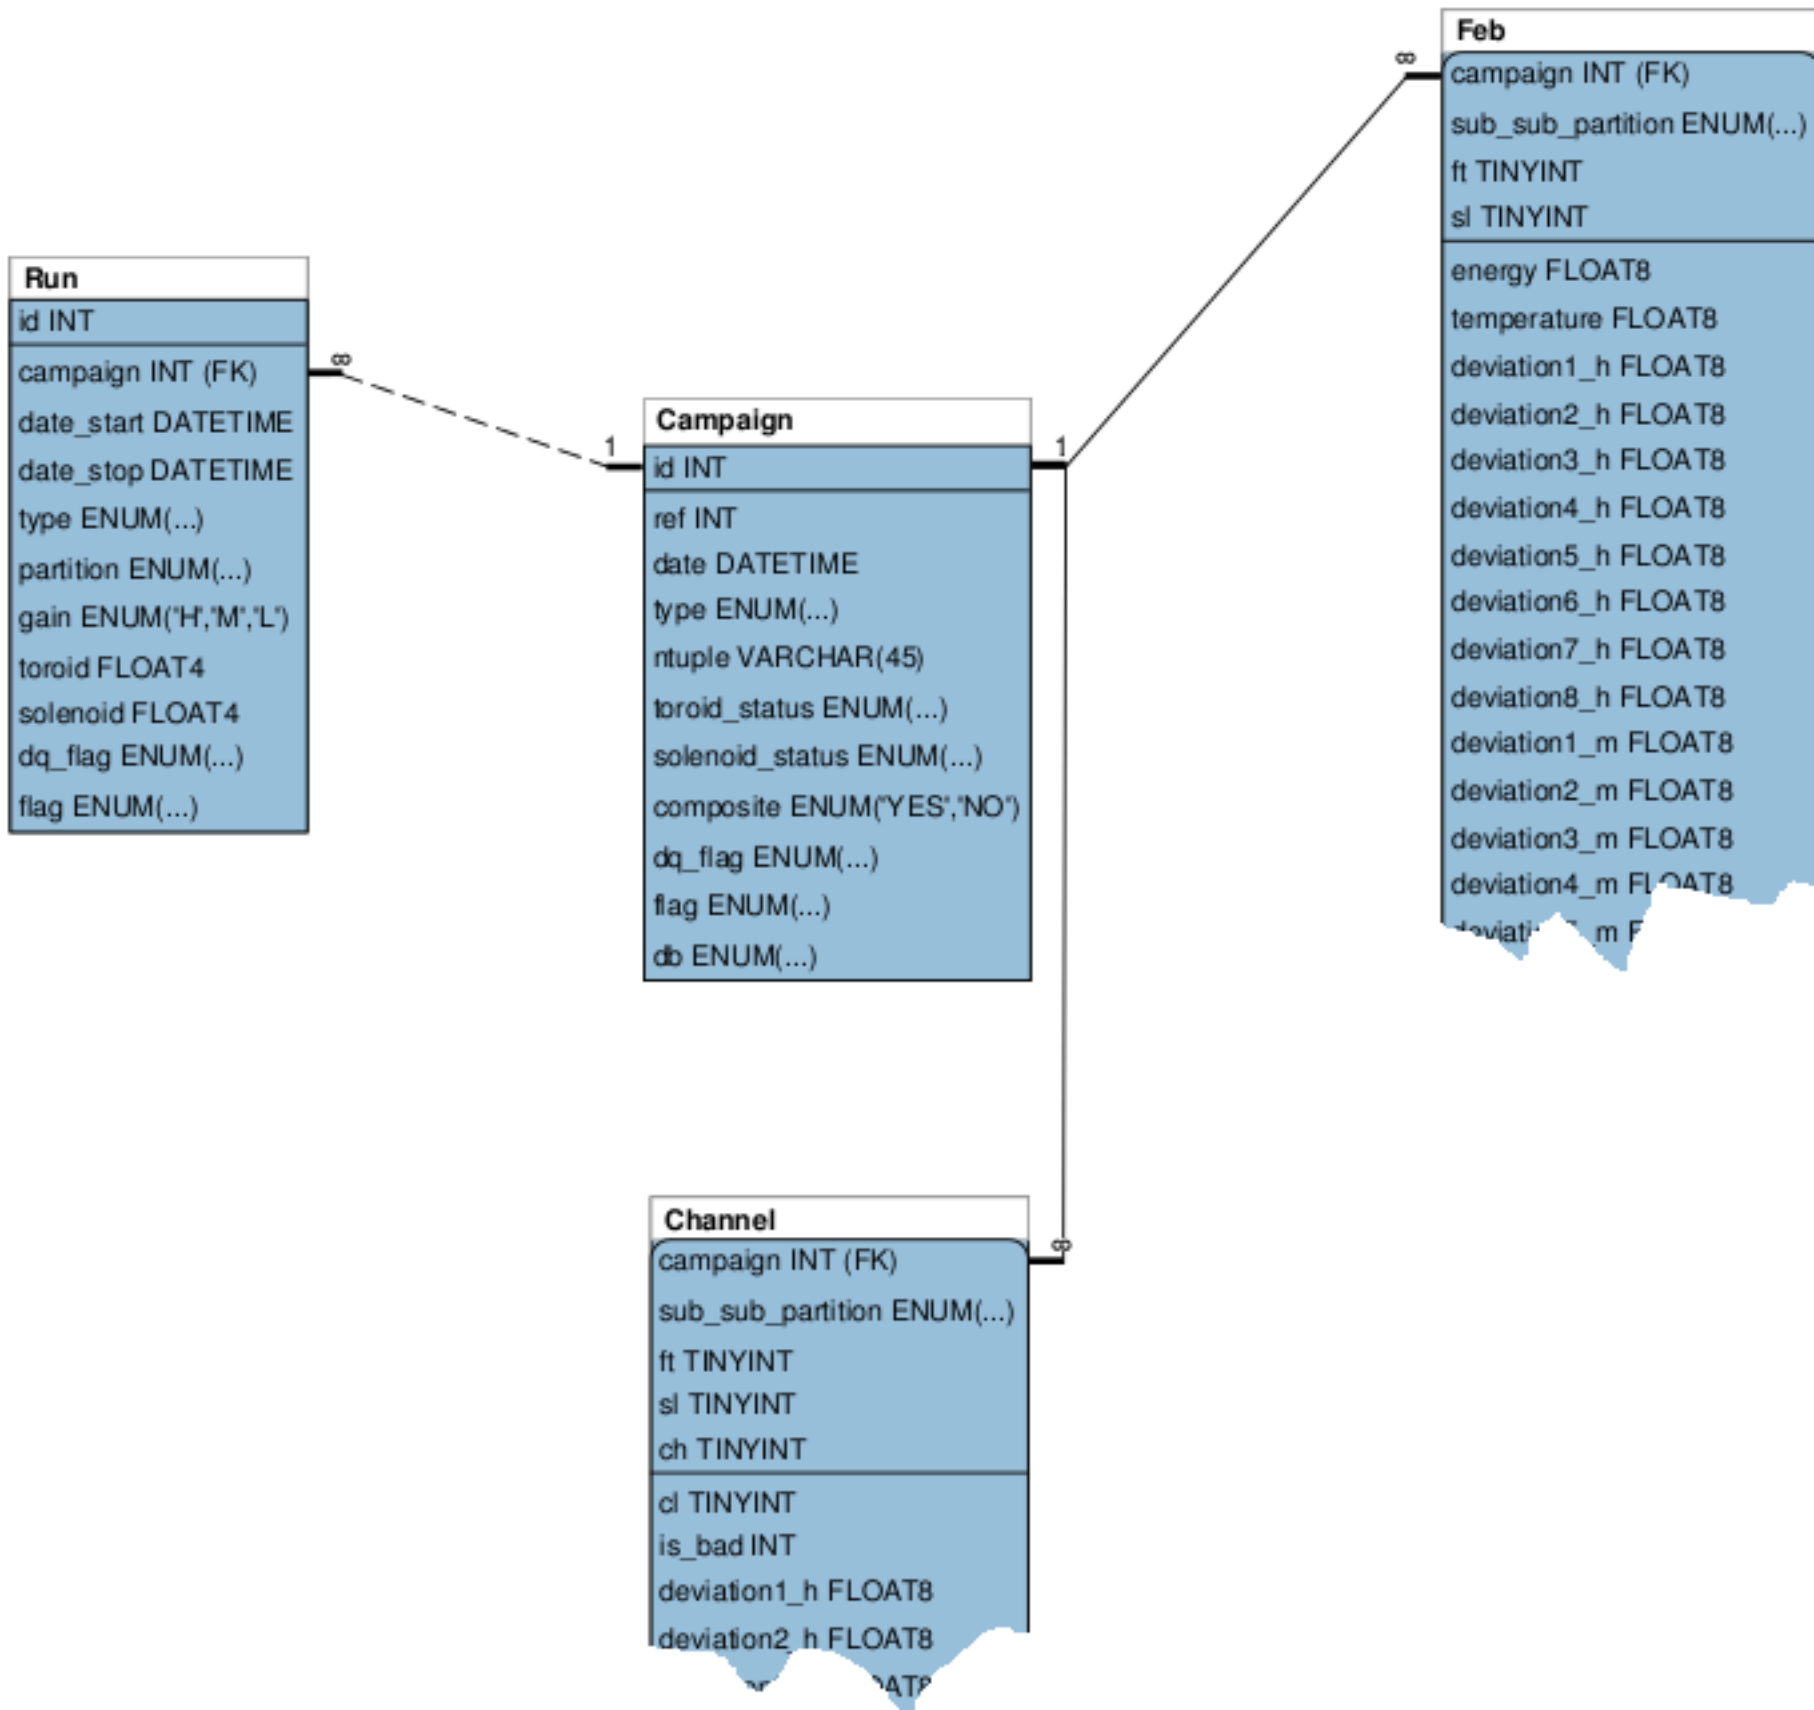 Run
id INT
campaign INT (FK)
date_start DATETIME
date_stop DATETIME
type ENUM(...)
partition ENUM(...)
gain ENUM("H","M","L")
toroid FLOAT4
solenoid FLOAT4
dq_flag ENUM(...)
flag ENUM(...)
∞
1
Campaign
id INT
ref INT
date DATETIME
type ENUM(...)
ntuple VARCHAR(45)
toroid_status ENUM(...)
solenoid_status ENUM(...)
composite ENUM("YES","NO")
dq_flag ENUM(...)
flag ENUM(...)
db ENUM(...)
1
∞
Feb
campaign INT (FK)
sub_sub_partition ENUM(...)
ft TINYINT
sl TINYINT
energy FLOAT8
temperature FLOAT8
deviation1_h FLOAT8
deviation2_h FLOAT8
deviation3_h FLOAT8
deviation4_h FLOAT8
deviation5_h FLOAT8
deviation6_h FLOAT8
deviation7_h FLOAT8
deviation8_h FLOAT8
deviation1_m FLOAT8
deviation2_m FLOAT8
deviation3_m FLOAT8
deviation4_m FLOAT8
∞
Channel
campaign INT (FK)
sub_sub_partition ENUM(...)
ft TINYINT
sl TINYINT
ch TINYINT
cl TINYINT
is_bad INT
deviation1_h FLOAT8
deviation2_h FLOAT8